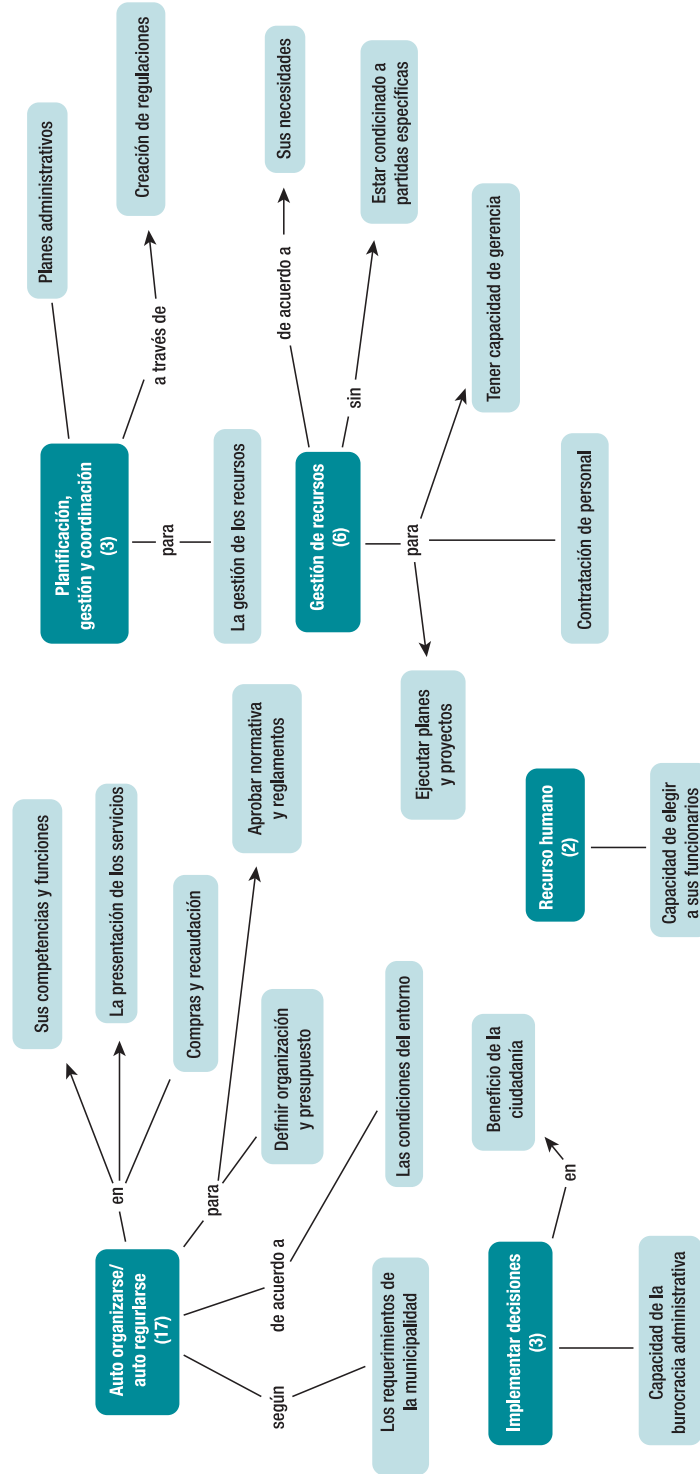 Sus competencias y funciones
La presentación de los servicios
Compras y recaudación
en
Auto organizarse/
auto regurlarse
(17)
para
Aprobar normativa
y reglamentos
Definir organización
y presupuesto
de acuerdo a
Las condiciones del entorno
según
Los requerimientos de
la municipalidad
Implementar decisiones
(3)
en
Beneficio de la
ciudadanía
Capacidad de la
burocracia administrativa
Recurso humano
(2)
Capacidad de elegir
a sus funcionarios
Planificación,
gestión y coordinación
(3)
Planes administrativos
a través de
Creación de regulaciones
para
La gestión de los recursos
Gestión de recursos
(6)
de acuerdo a
Sus necesidades
sin
Estar condicinado a
partidas específicas
para
Ejecutar planes
y proyectos
Tener capacidad de gerencia
Contratación de personal